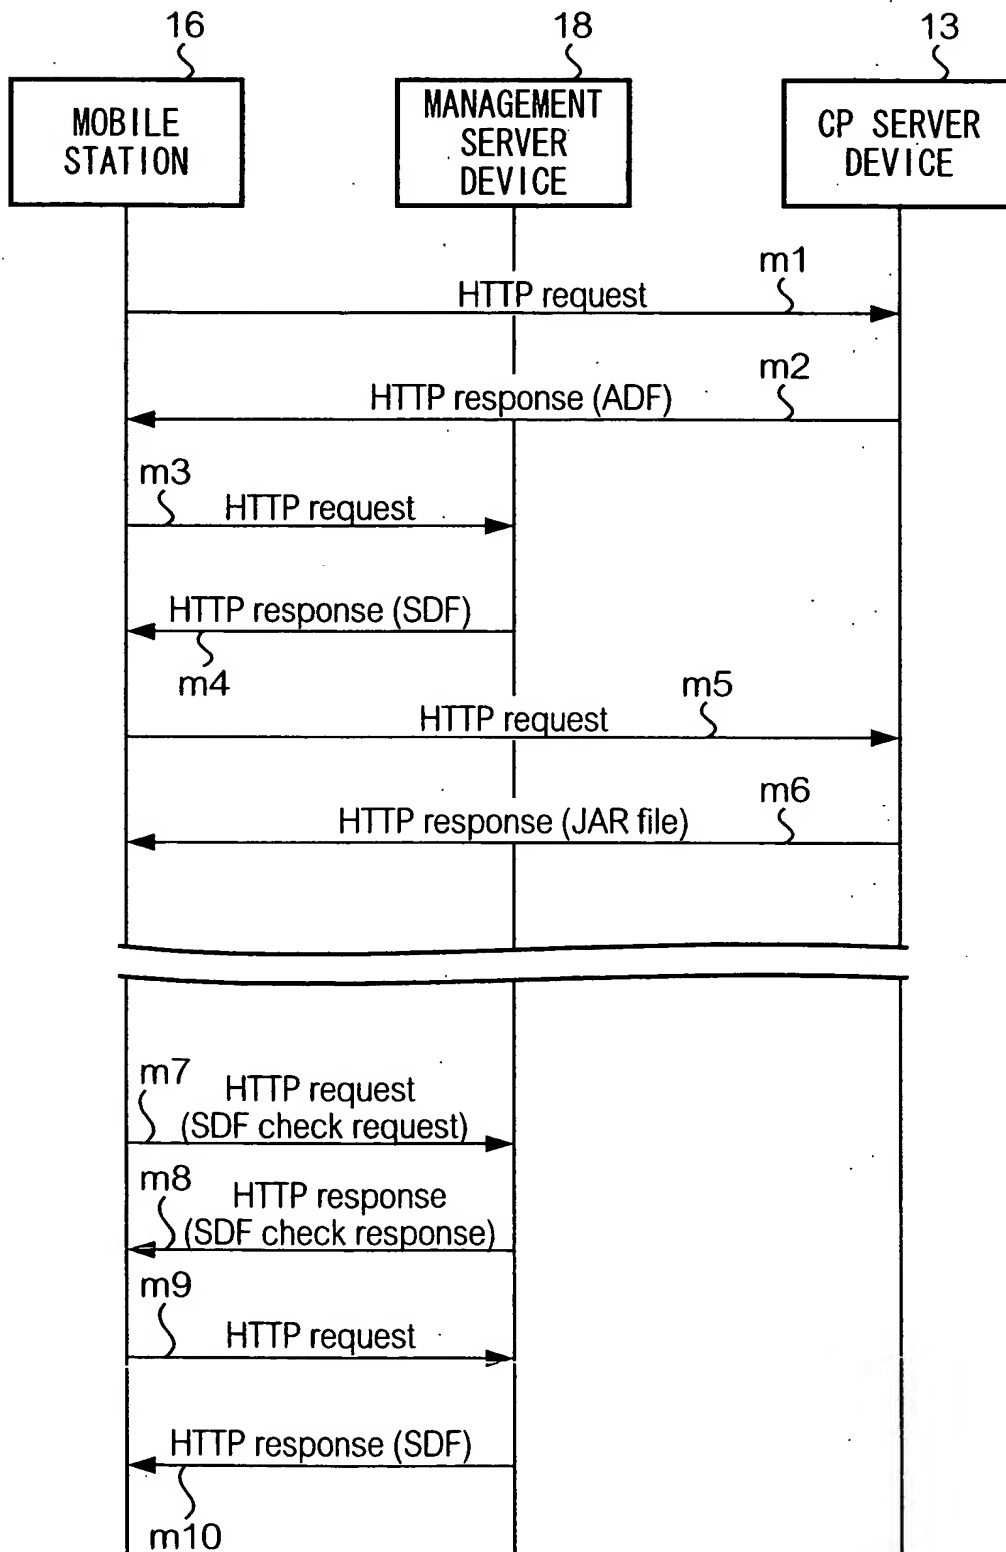 16
18
13
MOBILE
STATION
MANAGEMENT
SERVER
DEVICE
CP SERVER
DEVICE
m1
HTTP request
m2
HTTP response (ADF)
m3
HTTP request
HTTP response (SDF)
m4
m5
HTTP request
m6
HTTP response (JAR file)
m7
HTTP request
(SDF check request)
m8
HTTP response
(SDF check response)
m9
HTTP request
HTTP response (SDF)
m10